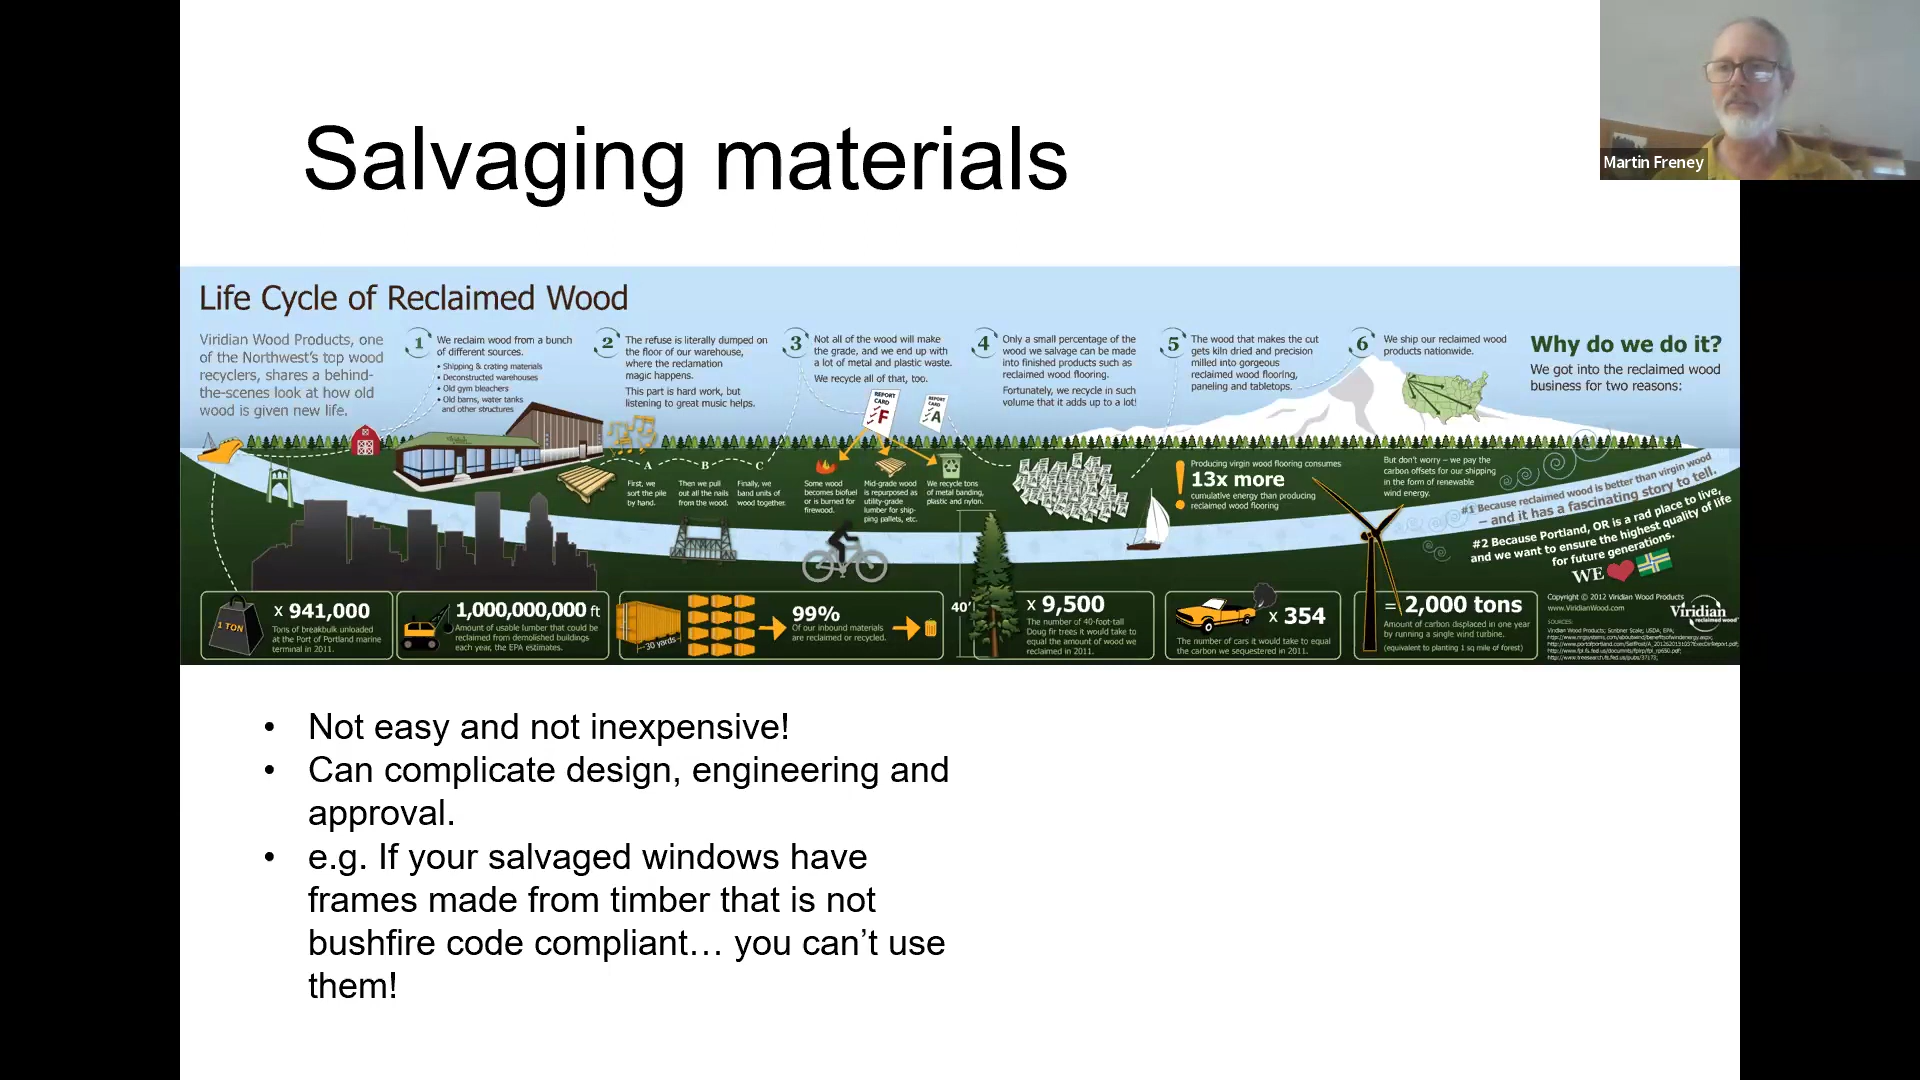 Salvaging materials
Martin Freney
Life Cycle of Reclaimed Wood
Viridian Wood Products, one
of the Northwest's top wood
recyclers, shares a behind-
the-scenes look at how old
wood is given new life.
1
We reclaim wood from a bunch
of different sources.
• Shipping & crating materials
• Deconstructed warehouses
• Old gym bleachers
• Old barns, water tanks
and other structures
2
The refuse is literally dumped on
the floor of our warehouse,
where the reclamation
magic happens.
This part is hard work, but
listening to great music helps.
A
B
C
First, we
sort the pile
by hand.
Then we pull
out all the nails
from the wood.
Finally, we
band units of
wood together.
3
Not all of the wood will make
the grade, and we end up with
a lot of metal and plastic waste.
We recycle all of that, too.
REPORT
CARD
F
REPORT
CARD
A
Some wood
becomes biofuel
or is burned for
firewood.
Mid-grade wood
is repurposed as
utility-grade
lumber for ship-
ping pallets, etc.
We recycle tons
of metal banding,
plastic and nylon.
4
Only a small percentage of the
wood we salvage can be made
into finished products such as
reclaimed wood flooring.
Fortunately, we recycle in such
volume that it adds up to a lot!
5
The wood that makes the cut
gets kiln dried and precision
milled into gorgeous
reclaimed wood flooring,
paneling and tabletops.
Producing virgin wood flooring consumes
13x more
cumulative energy than producing
reclaimed wood flooring
6
We ship our reclaimed wood
products nationwide.
But don't worry – we pay the
carbon offsets for our shipping
in the form of renewable
wind energy.
Why do we do it?
We got into the reclaimed wood
business for two reasons:
#1 Because reclaimed wood is better than virgin wood
– and it has a fascinating story to tell.
#2 Because Portland, OR is a rad place to live,
and we want to ensure the highest quality of life
for future generations.
WE
1 TON
x 941,000
Tons of breakbulk unloaded
at the Port of Portland marine
terminal in 2011.
1,000,000,000 ft
Amount of usable lumber that could be
reclaimed from demolished buildings
each year, the EPA estimates.
~30 yards~
99%
Of our inbound materials
are reclaimed or recycled.
40'
x 9,500
The number of 40-foot-tall
Doug fir trees it would take to
equal the amount of wood we
reclaimed in 2011.
x 354
The number of cars it would take to equal
the carbon we sequestered in 2011.
= 2,000 tons
Amount of carbon displaced in one year
by running a single wind turbine.
(equivalent to planting 1 sq mile of forest)
Copyright © 2012 Viridian Wood Products
www.ViridianWood.com
Viridian
reclaimed wood
SOURCES:
Viridian Wood Products; Scribner Scale; USDA; EPA;
• Not easy and not inexpensive!
• Can complicate design, engineering and
approval.
• e.g. If your salvaged windows have
frames made from timber that is not
bushfire code compliant… you can't use
them!